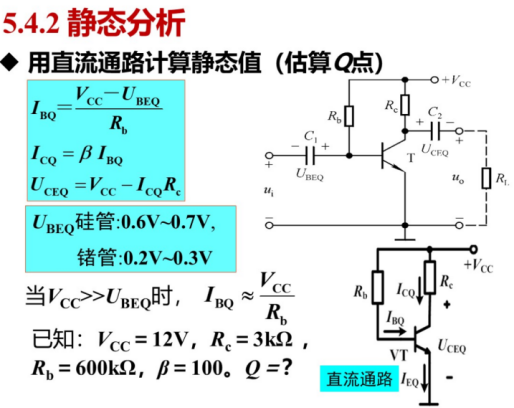 5.4.2 静态分析
◆ 用直流通路计算静态值（估算Q点）
I_BQ = (V_CC − U_BEQ) / R_b
I_CQ = β I_BQ
U_CEQ = V_CC − I_CQ R_c
U_BEQ 硅管:0.6V~0.7V,
锗管:0.2V~0.3V
当V_CC>>U_BEQ时， I_BQ ≈ V_CC / R_b
已知：V_CC = 12V，R_c = 3kΩ ，
R_b = 600kΩ，β = 100。Q =?
+V_CC
R_b
R_c
C_2
+
−
+
C_1
−
+
T
U_CEQ
+
U_BEQ
u_i
u_o
R_L
−
−
+V_CC
R_b
I_CQ
R_c
+
I_BQ
VT
U_CEQ
直流通路
I_EQ
-